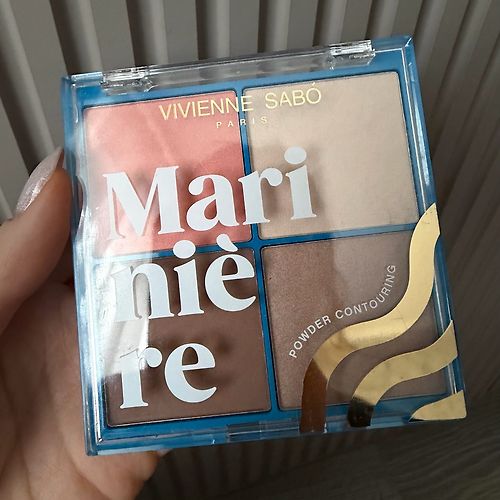 VIVIENNE SABÓ
PARIS
Mari
niè
re
POWDER CONTOURING